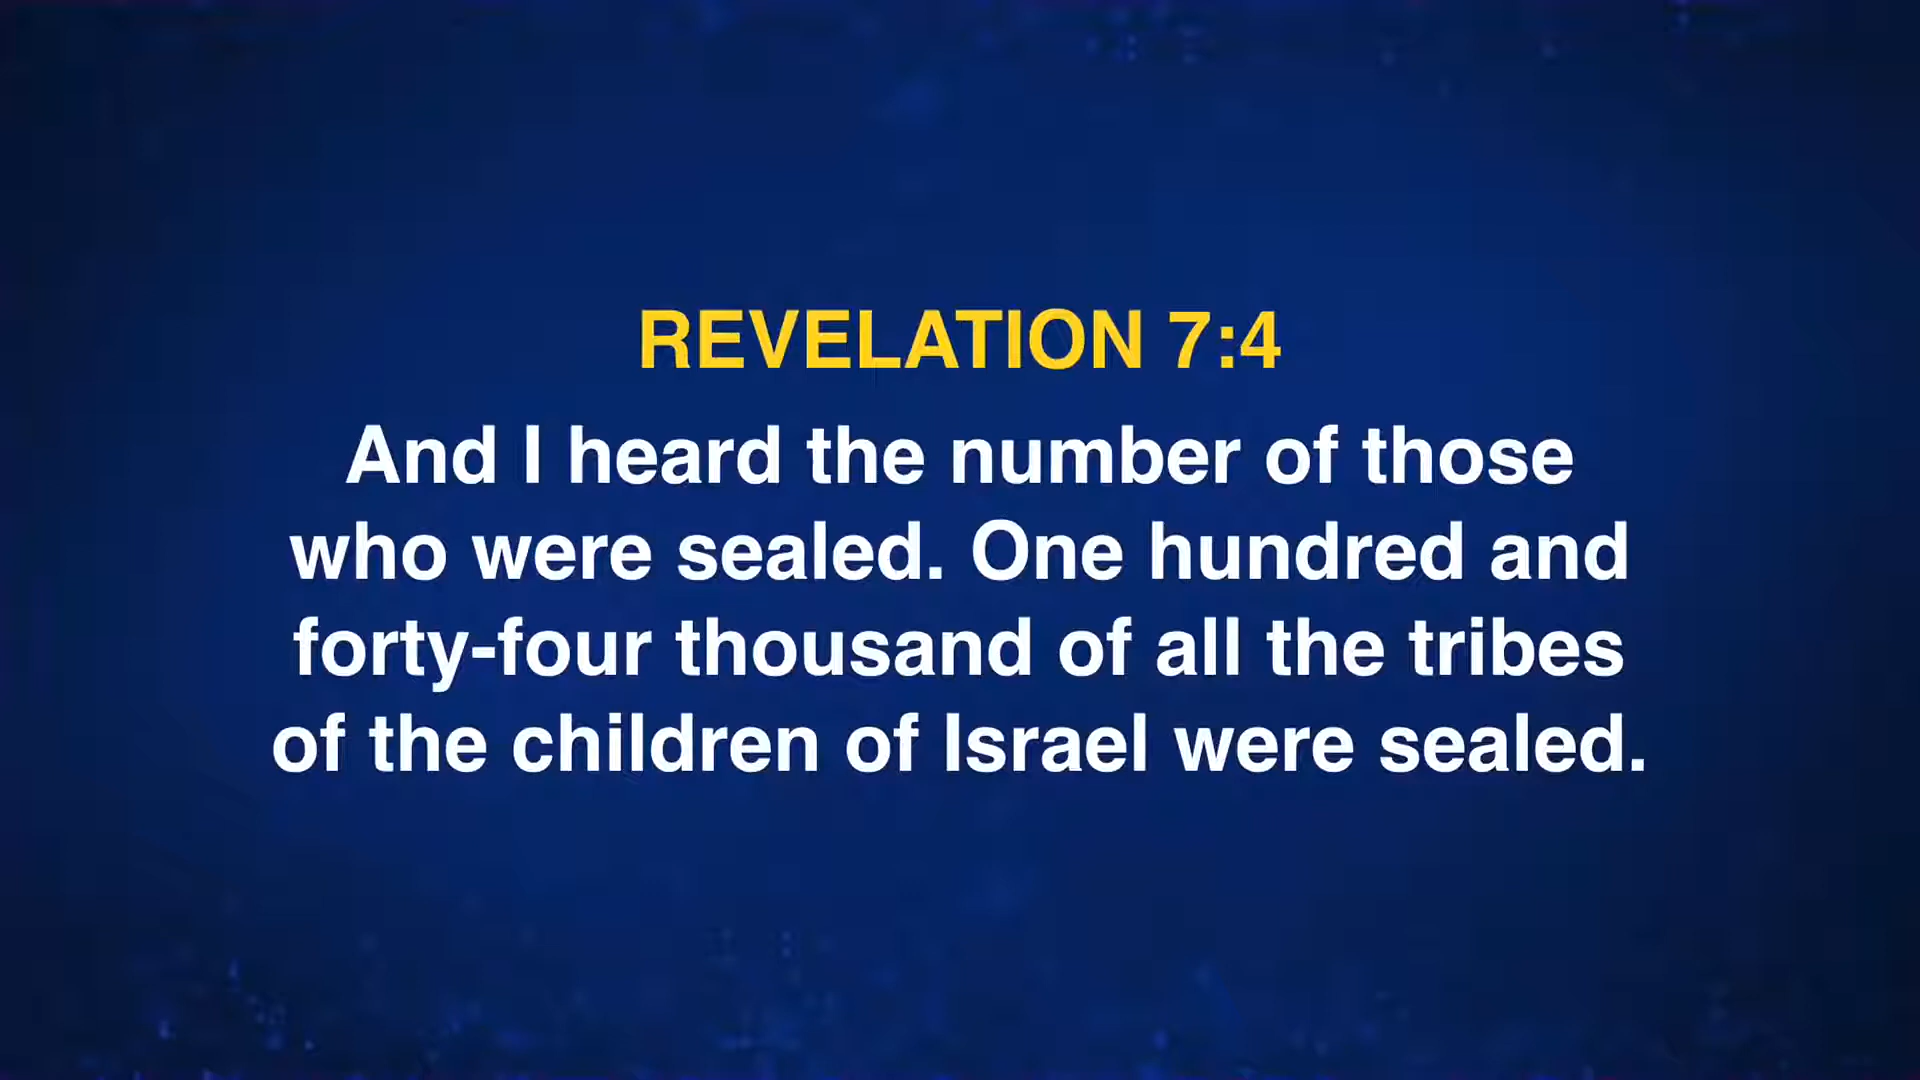 REVELATION 7:4
And I heard the number of those
who were sealed. One hundred and
forty-four thousand of all the tribes
of the children of Israel were sealed.